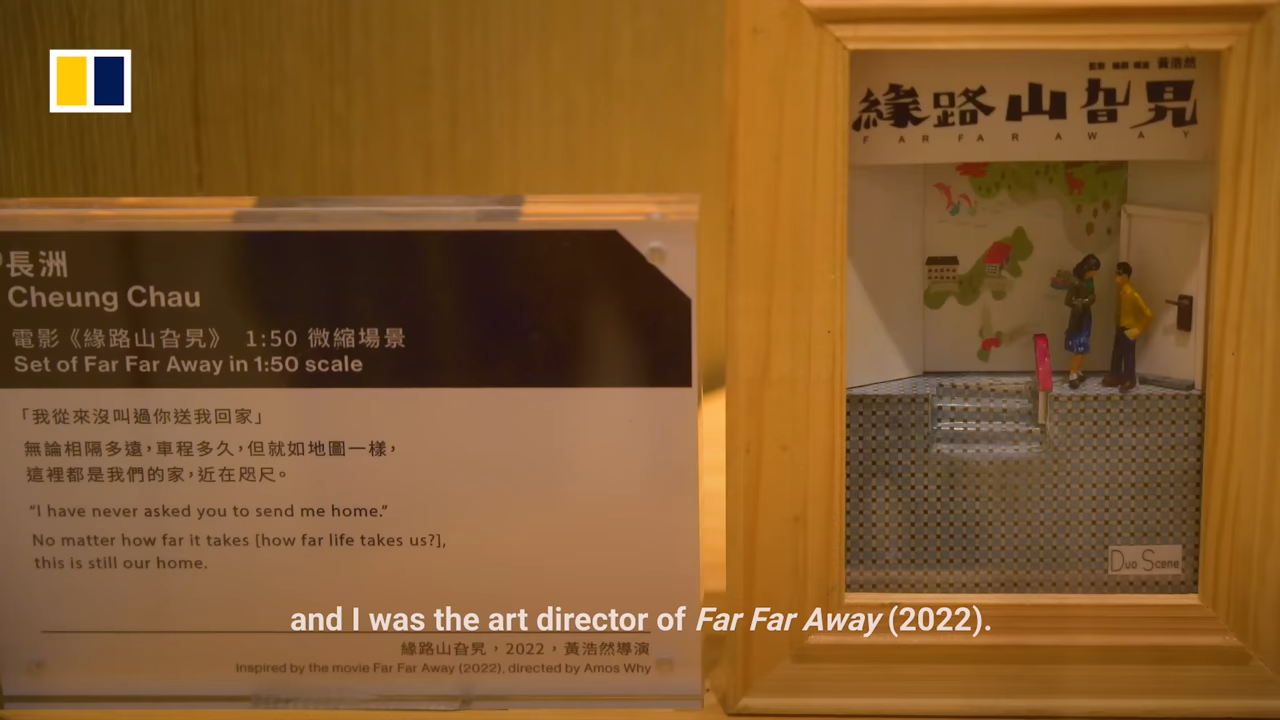 長洲
Cheung Chau
電影《緣路山旮旯》 1:50 微縮場景
Set of Far Far Away in 1:50 scale
「我從來沒叫過你送我回家」
無論相隔多遠，車程多久，但就如地圖一樣，
這裡都是我們的家，近在咫尺。
“I have never asked you to send me home.”
No matter how far it takes [how far life takes us?],
this is still our home.
緣路山旮旯，2022，黃浩然導演
Inspired by the movie Far Far Away (2022), directed by Amos Why
監製 編劇 導演 黃浩然
緣路山旮旯
FAR FAR AWAY
Duo Scene
and I was the art director of Far Far Away (2022).